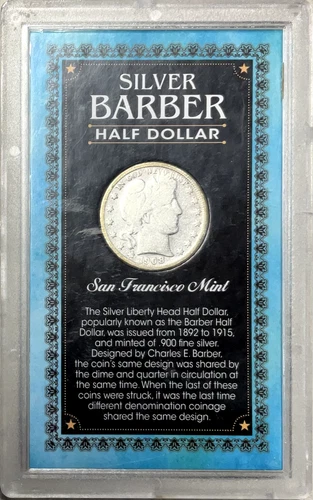 SILVER
BARBER
HALF DOLLAR
San Francisco Mint
The Silver Liberty Head Half Dollar,
popularly known as the Barber Half
Dollar, was issued from 1892 to 1915,
and minted of .900 fine silver.
Designed by Charles E. Barber,
the coin's same design was shared by
the dime and quarter in circulation at
the same time. When the last of these
coins were struck, it was the last time
different denomination coinage
shared the same design.